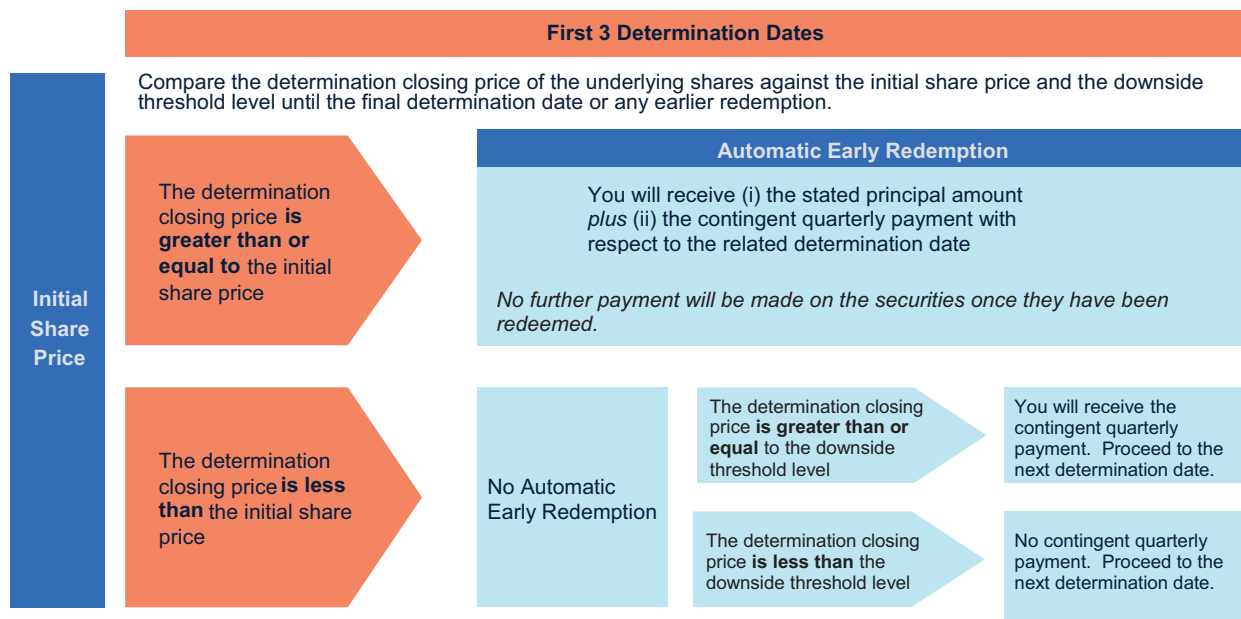 First 3 Determination Dates
Compare the determination closing price of the underlying shares against the initial share price and the downside
threshold level until the final determination date or any earlier redemption.
Initial
Share
Price
The determination
closing price is
greater than or
equal to the initial
share price
Automatic Early Redemption
You will receive (i) the stated principal amount
plus (ii) the contingent quarterly payment with
respect to the related determination date
No further payment will be made on the securities once they have been
redeemed.
The determination
closing price is less
than the initial share
price
No Automatic
Early Redemption
The determination closing
price is greater than or
equal to the downside
threshold level
You will receive the
contingent quarterly
payment. Proceed to the
next determination date.
The determination closing
price is less than the
downside threshold level
No contingent quarterly
payment. Proceed to the
next determination date.